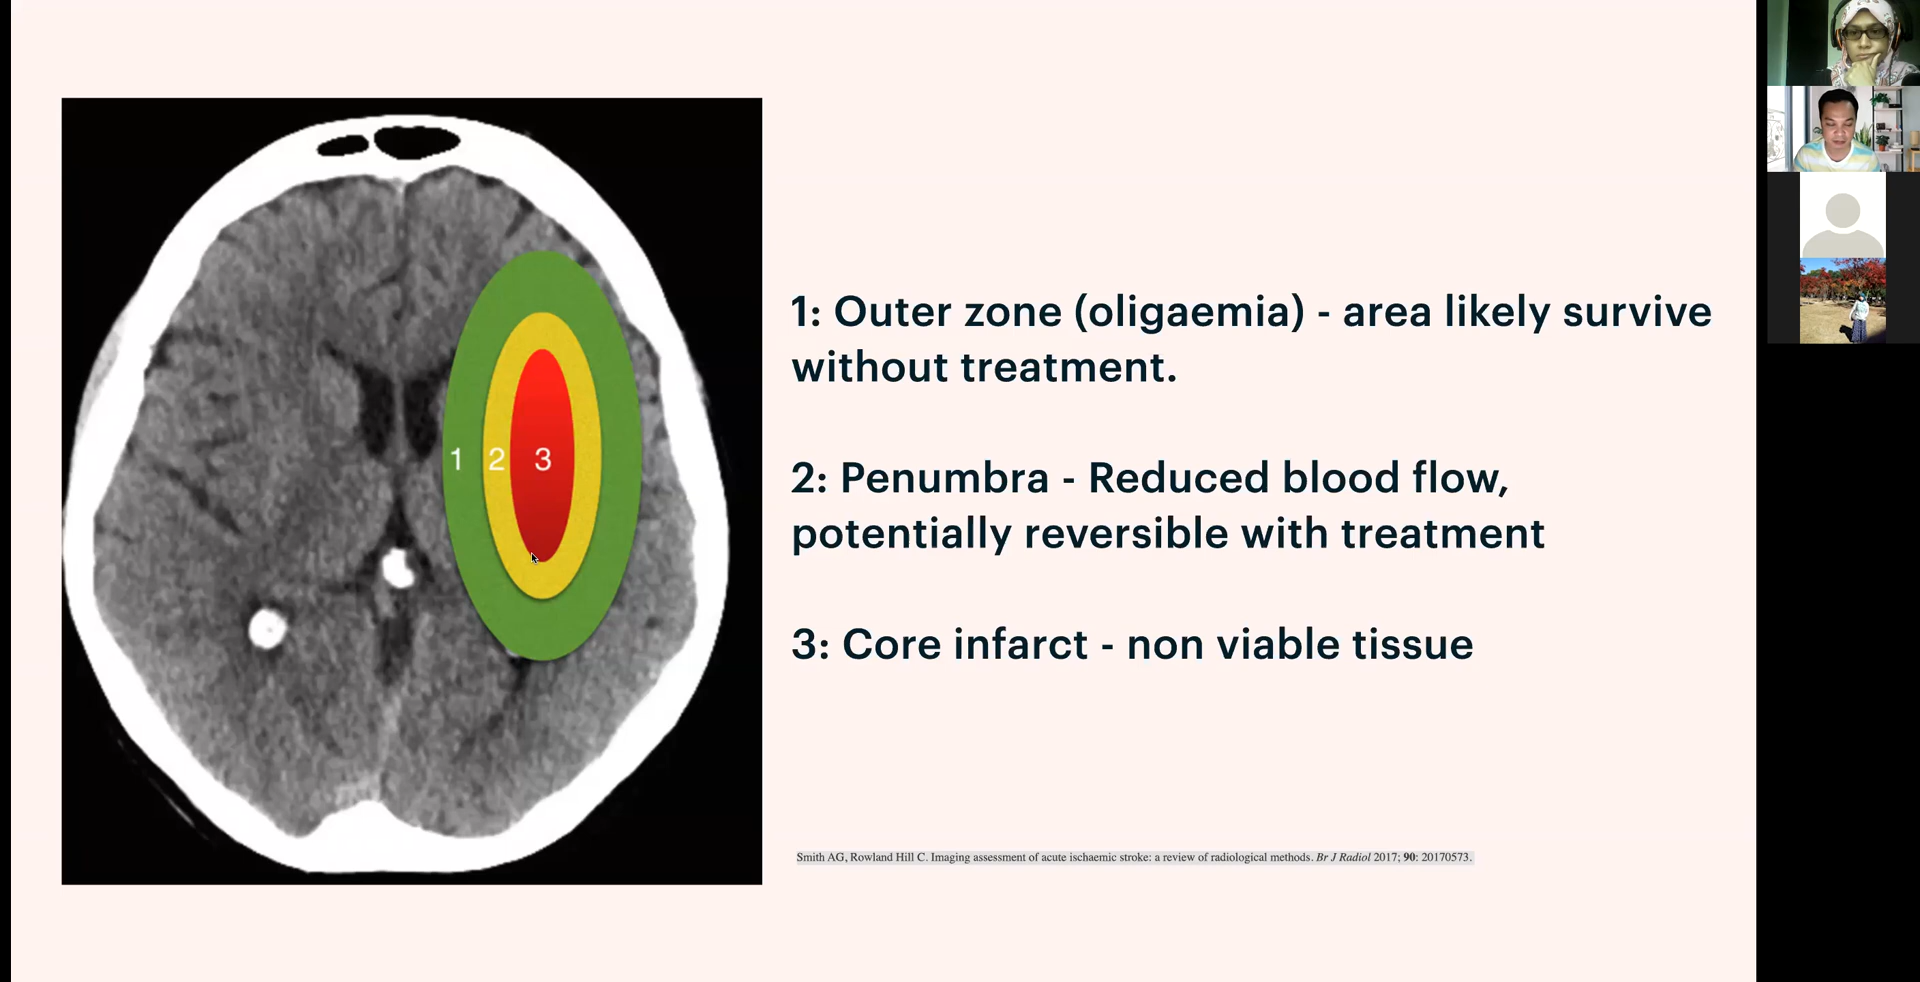 1 2 3
1: Outer zone (oligaemia) - area likely survive
without treatment.
2: Penumbra - Reduced blood flow,
potentially reversible with treatment
3: Core infarct - non viable tissue
Smith AG, Rowland Hill C. Imaging assessment of acute ischaemic stroke: a review of radiological methods. Br J Radiol 2017; 90: 20170573.